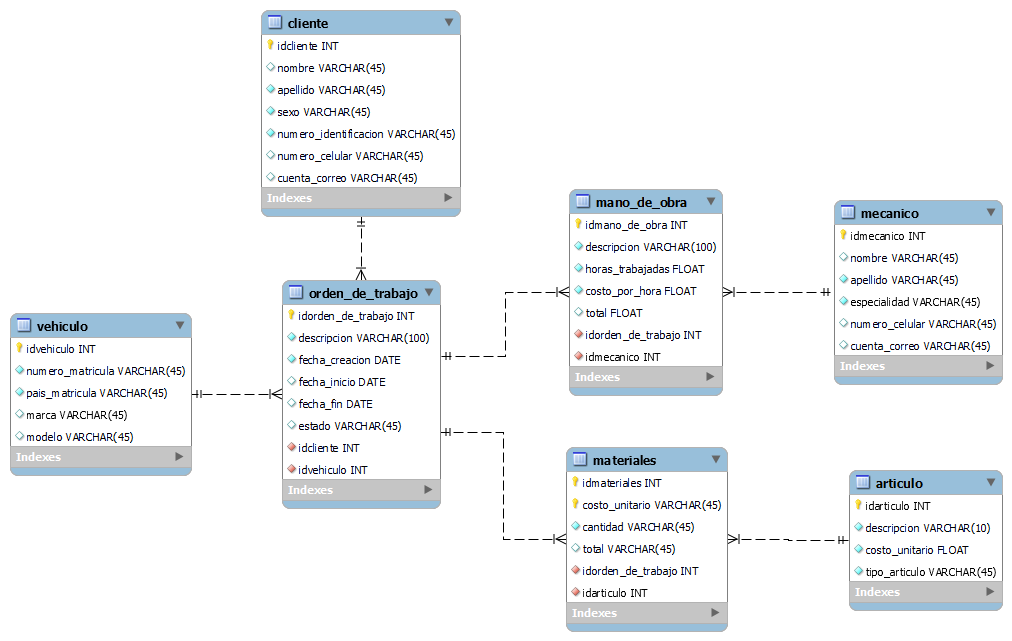 cliente
idcliente INT
nombre VARCHAR(45)
apellido VARCHAR(45)
sexo VARCHAR(45)
numero_identificacion VARCHAR(45)
numero_celular VARCHAR(45)
cuenta_correo VARCHAR(45)
Indexes
vehiculo
idvehiculo INT
numero_matricula VARCHAR(45)
pais_matricula VARCHAR(45)
marca VARCHAR(45)
modelo VARCHAR(45)
Indexes
orden_de_trabajo
idorden_de_trabajo INT
descripcion VARCHAR(100)
fecha_creacion DATE
fecha_inicio DATE
fecha_fin DATE
estado VARCHAR(45)
idcliente INT
idvehiculo INT
Indexes
mano_de_obra
idmano_de_obra INT
descripcion VARCHAR(100)
horas_trabajadas FLOAT
costo_por_hora FLOAT
total FLOAT
idorden_de_trabajo INT
idmecanico INT
Indexes
mecanico
idmecanico INT
nombre VARCHAR(45)
apellido VARCHAR(45)
especialidad VARCHAR(45)
numero_celular VARCHAR(45)
cuenta_correo VARCHAR(45)
Indexes
materiales
idmateriales INT
costo_unitario VARCHAR(45)
cantidad VARCHAR(45)
total VARCHAR(45)
idorden_de_trabajo INT
idarticulo INT
Indexes
articulo
idarticulo INT
descripcion VARCHAR(10)
costo_unitario FLOAT
tipo_articulo VARCHAR(45)
Indexes